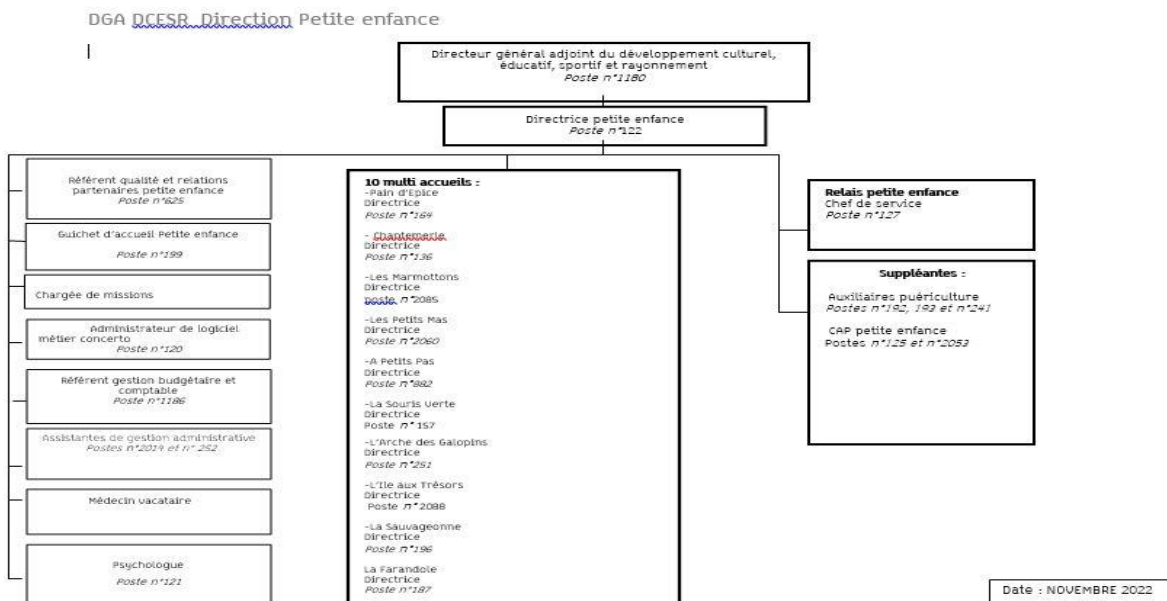 DGA DCESR Direction Petite enfance
Directeur général adjoint du développement culturel,
éducatif, sportif et rayonnement
Poste n°1180
Directrice petite enfance
Poste n°122
Référent qualité et relations
partenaires petite enfance
Poste n°625
Guichet d'accueil Petite enfance
Poste n°199
Chargée de missions
Administrateur de logiciel
métier concerto
Poste n°120
Référent gestion budgétaire et
comptable
Poste n°1186
Assistantes de gestion administrative
Postes n°2014 et n° 252
Médecin vacataire
Psychologue
Poste n°121
10 multi accueils :
-Pain d'Epice
Directrice
Poste n°164
- Chantemerle
Directrice
Poste n°136
-Les Marmottons
Directrice
poste n°2085
-Les Petits Mas
Directrice
Poste n°2060
-A Petits Pas
Directrice
Poste n°882
-La Souris Verte
Directrice
Poste n° 157
-L'Arche des Galopins
Directrice
Poste n°251
-L'Ile aux Trésors
Directrice
Poste n° 2088
-La Sauvageonne
Directrice
Poste n°196
La Farandole
Directrice
Poste n°187
Relais petite enfance
Chef de service
Poste n°127
Suppléantes :
Auxiliaires puériculture
Postes n°192, 193 et n°241
CAP petite enfance
Postes n°125 et n°2053
Date : NOVEMBRE 2022